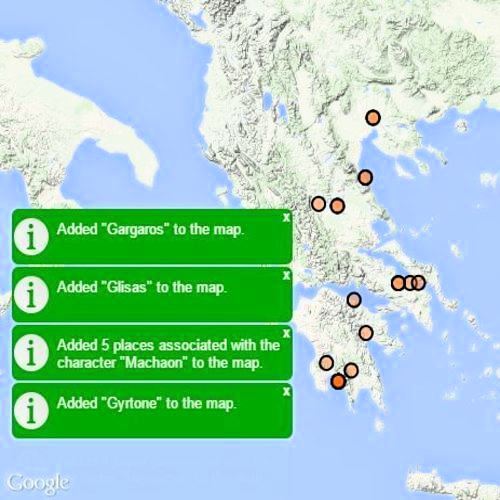 x
Added "Gargaros" to the map.
x
Added "Glisas" to the map.
x
Added 5 places associated with the
character "Machaon" to the map.
x
Added "Gyrtone" to the map.
Google